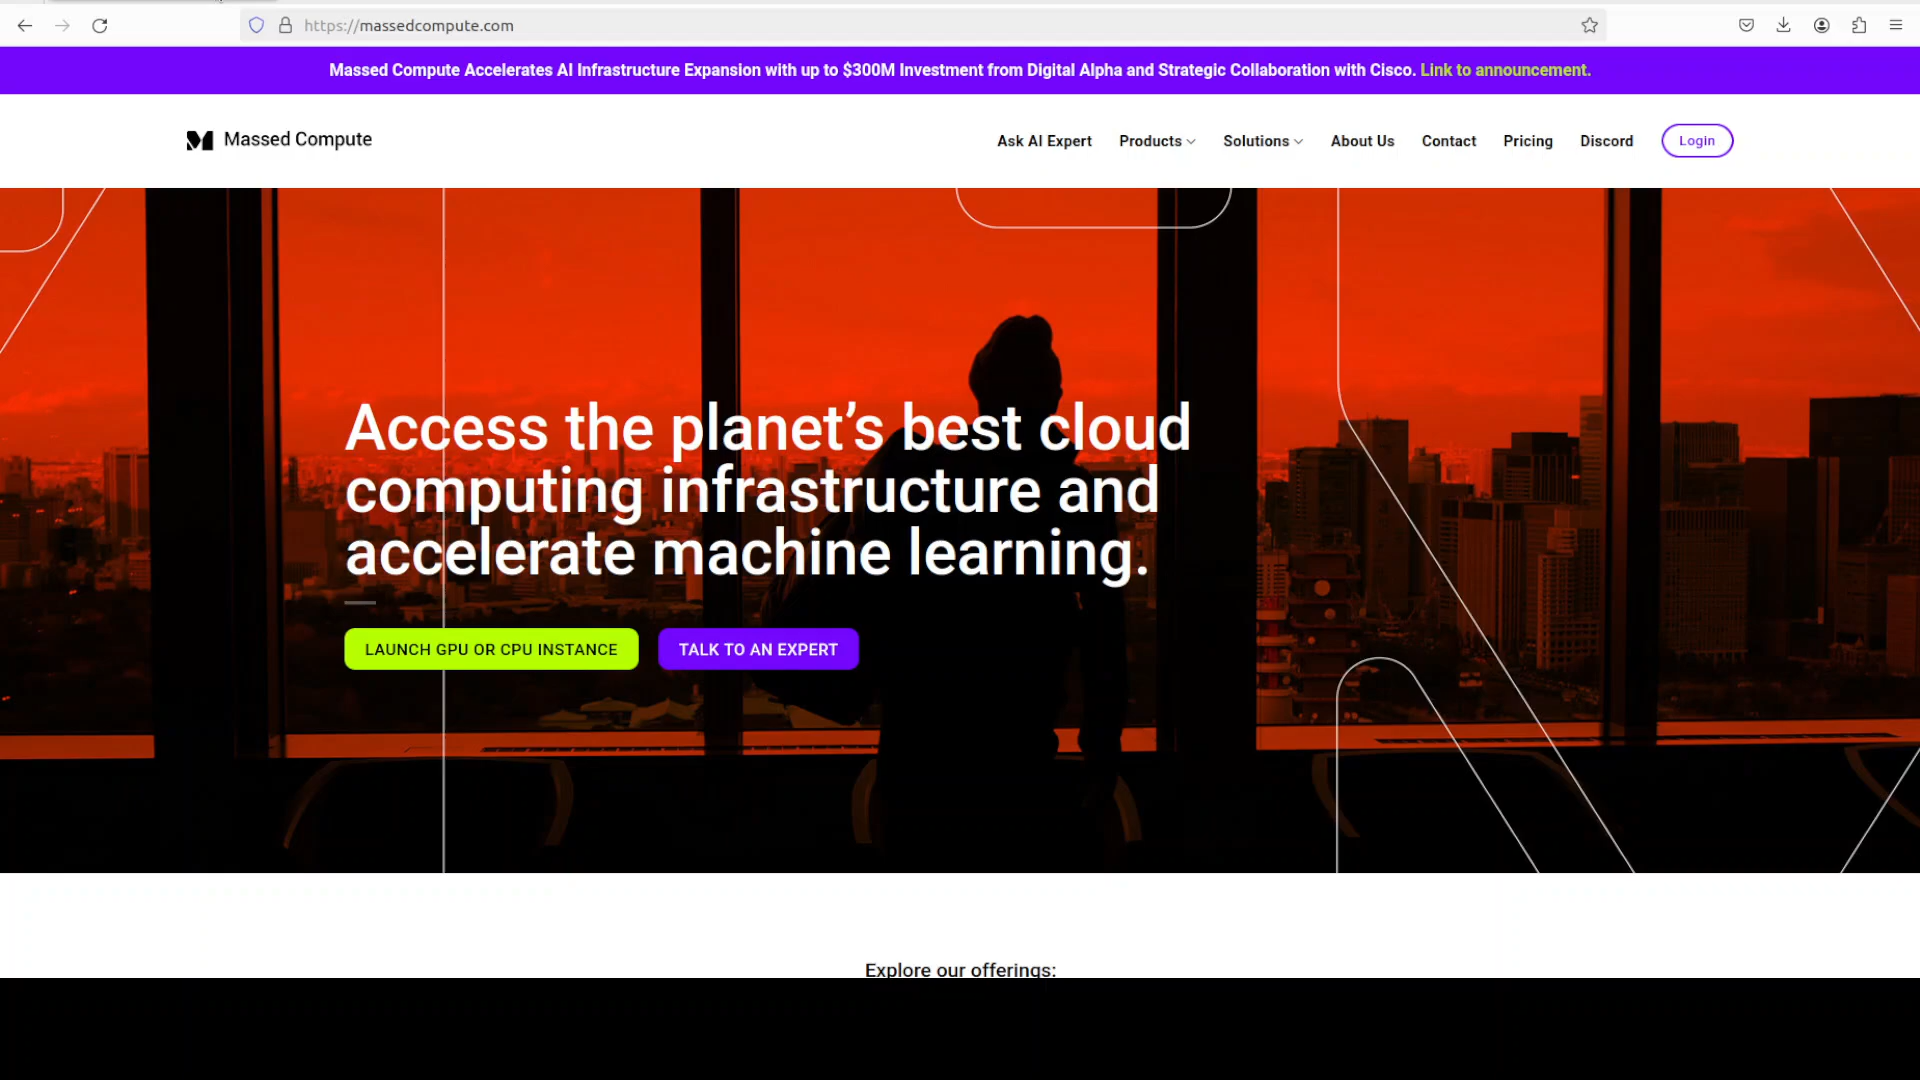 https://massedcompute.com
Massed Compute Accelerates AI Infrastructure Expansion with up to $300M Investment from Digital Alpha and Strategic Collaboration with Cisco. Link to announcement.
Massed Compute
Ask AI Expert
Products
Solutions
About Us
Contact
Pricing
Discord
Login
Access the planet’s best cloud
computing infrastructure and
accelerate machine learning.
LAUNCH GPU OR CPU INSTANCE
TALK TO AN EXPERT
Explore our offerings: